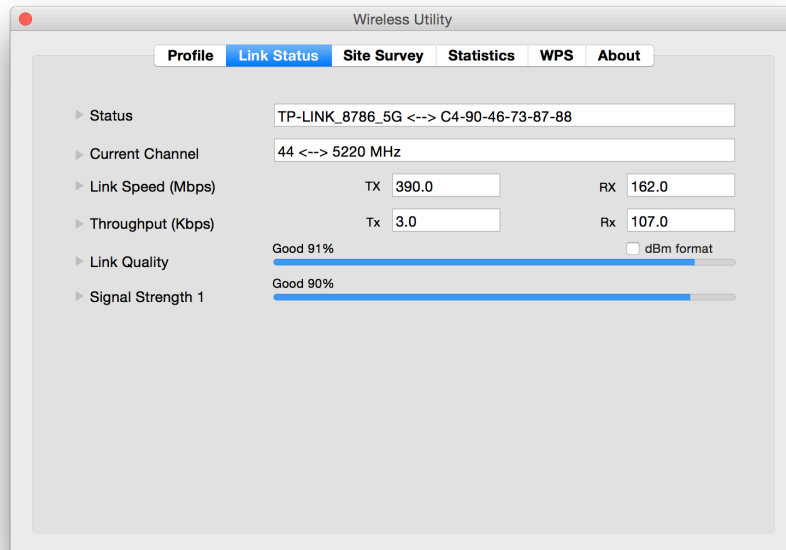 Wireless Utility
Profile Link Status Site Survey Statistics WPS About
Status TP-LINK_8786_5G <--> C4-90-46-73-87-88
Current Channel 44 <--> 5220 MHz
Link Speed (Mbps) TX 390.0 RX 162.0
Throughput (Kbps) Tx 3.0 Rx 107.0
Good 91% dBm format
Link Quality
Good 90%
Signal Strength 1